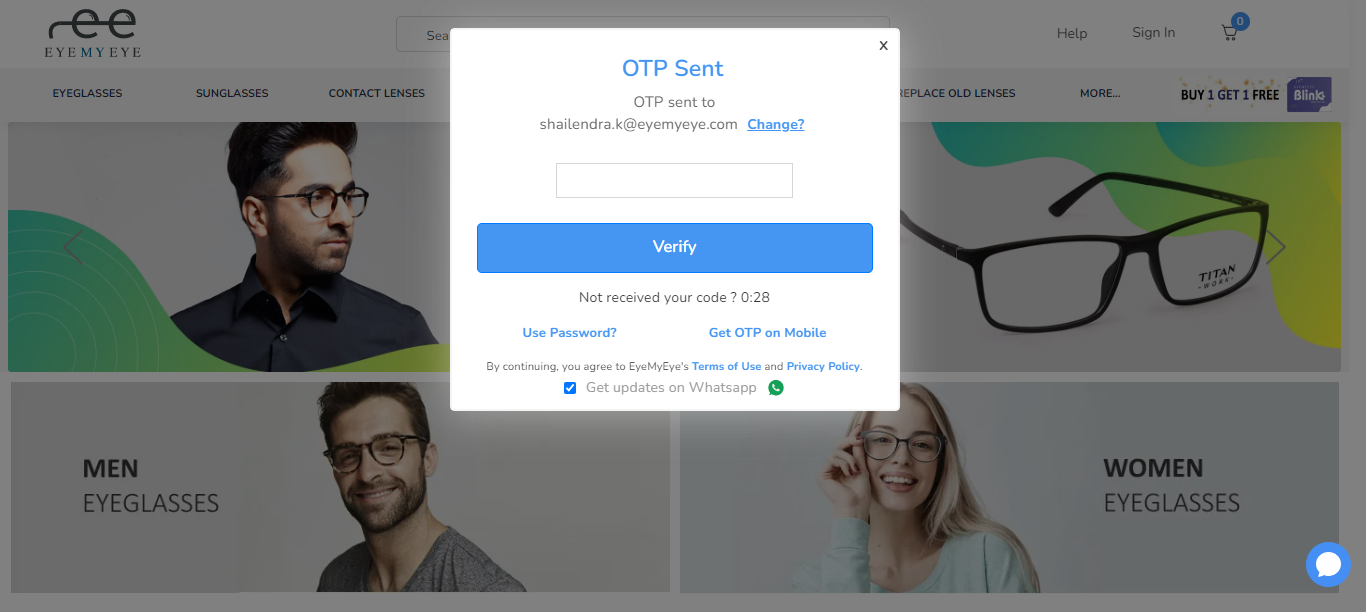 EYEMYEYE
Sea
Help
Sign In
0
x
EYEGLASSES
SUNGLASSES
CONTACT LENSES
REPLACE OLD LENSES
MORE...
BUY 1 GET 1 FREE
Blink+
OTP Sent
OTP sent to
shailendra.k@eyemyeye.com Change?
Verify
Not received your code ? 0:28
Use Password?
Get OTP on Mobile
By continuing, you agree to EyeMyEye's Terms of Use and Privacy Policy.
Get updates on Whatsapp
TITAN
-WORK-
MEN
EYEGLASSES
WOMEN
EYEGLASSES